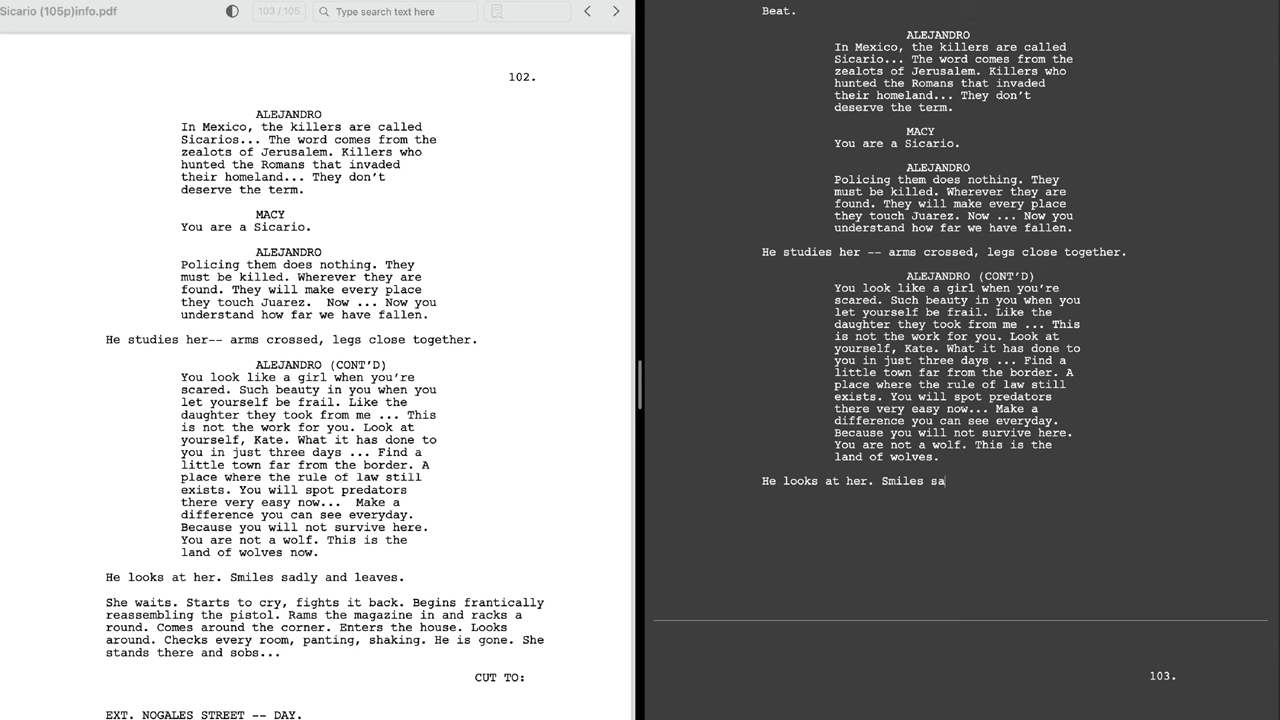 Sicario (105p)info.pdf
103 / 105
Type search text here
102.
ALEJANDRO
In Mexico, the killers are called
Sicarios... The word comes from the
zealots of Jerusalem. Killers who
hunted the Romans that invaded
their homeland... They don't
deserve the term.
MACY
You are a Sicario.
ALEJANDRO
Policing them does nothing. They
must be killed. Wherever they are
found. They will make every place
they touch Juarez.  Now ... Now you
understand how far we have fallen.
He studies her-- arms crossed, legs close together.
ALEJANDRO (CONT'D)
You look like a girl when you're
scared. Such beauty in you when you
let yourself be frail. Like the
daughter they took from me ... This
is not the work for you. Look at
yourself, Kate. What it has done to
you in just three days ... Find a
little town far from the border. A
place where the rule of law still
exists. You will spot predators
there very easy now...  Make a
difference you can see everyday.
Because you will not survive here.
You are not a wolf. This is the
land of wolves now.
He looks at her. Smiles sadly and leaves.
She waits. Starts to cry, fights it back. Begins frantically
reassembling the pistol. Rams the magazine in and racks a
round. Comes around the corner. Enters the house. Looks
around. Checks every room, panting, shaking. He is gone. She
stands there and sobs...
CUT TO:
EXT. NOGALES STREET -- DAY.
Beat.
ALEJANDRO
In Mexico, the killers are called
Sicario... The word comes from the
zealots of Jerusalem. Killers who
hunted the Romans that invaded
their homeland... They don't
deserve the term.
MACY
You are a Sicario.
ALEJANDRO
Policing them does nothing. They
must be killed. Wherever they are
found. They will make every place
they touch Juarez. Now ... Now you
understand how far we have fallen.
He studies her -- arms crossed, legs close together.
ALEJANDRO (CONT'D)
You look like a girl when you're
scared. Such beauty in you when you
let yourself be frail. Like the
daughter they took from me ... This
is not the work for you. Look at
yourself, Kate. What it has done to
you in just three days ... Find a
little town far from the border. A
place where the rule of law still
exists. You will spot predators
there very easy now... Make a
difference you can see everyday.
Because you will not survive here.
You are not a wolf. This is the
land of wolves.
He looks at her. Smiles sa
103.